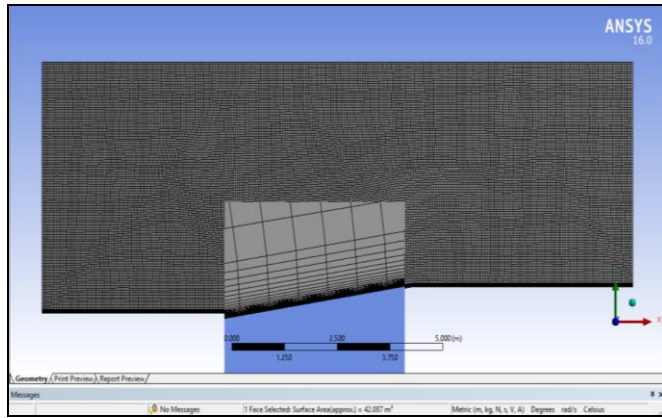 ANSYS
16.0
0.000 2.500 5.000 (m)
1.250 3.750
Geometry / Print Preview \ Report Preview /
Messages
No Messages 1 Face Selected: Surface Area(approx.) = 42.087 m² Metric (m, kg, N, s, V, A) Degrees rad/s Celsius